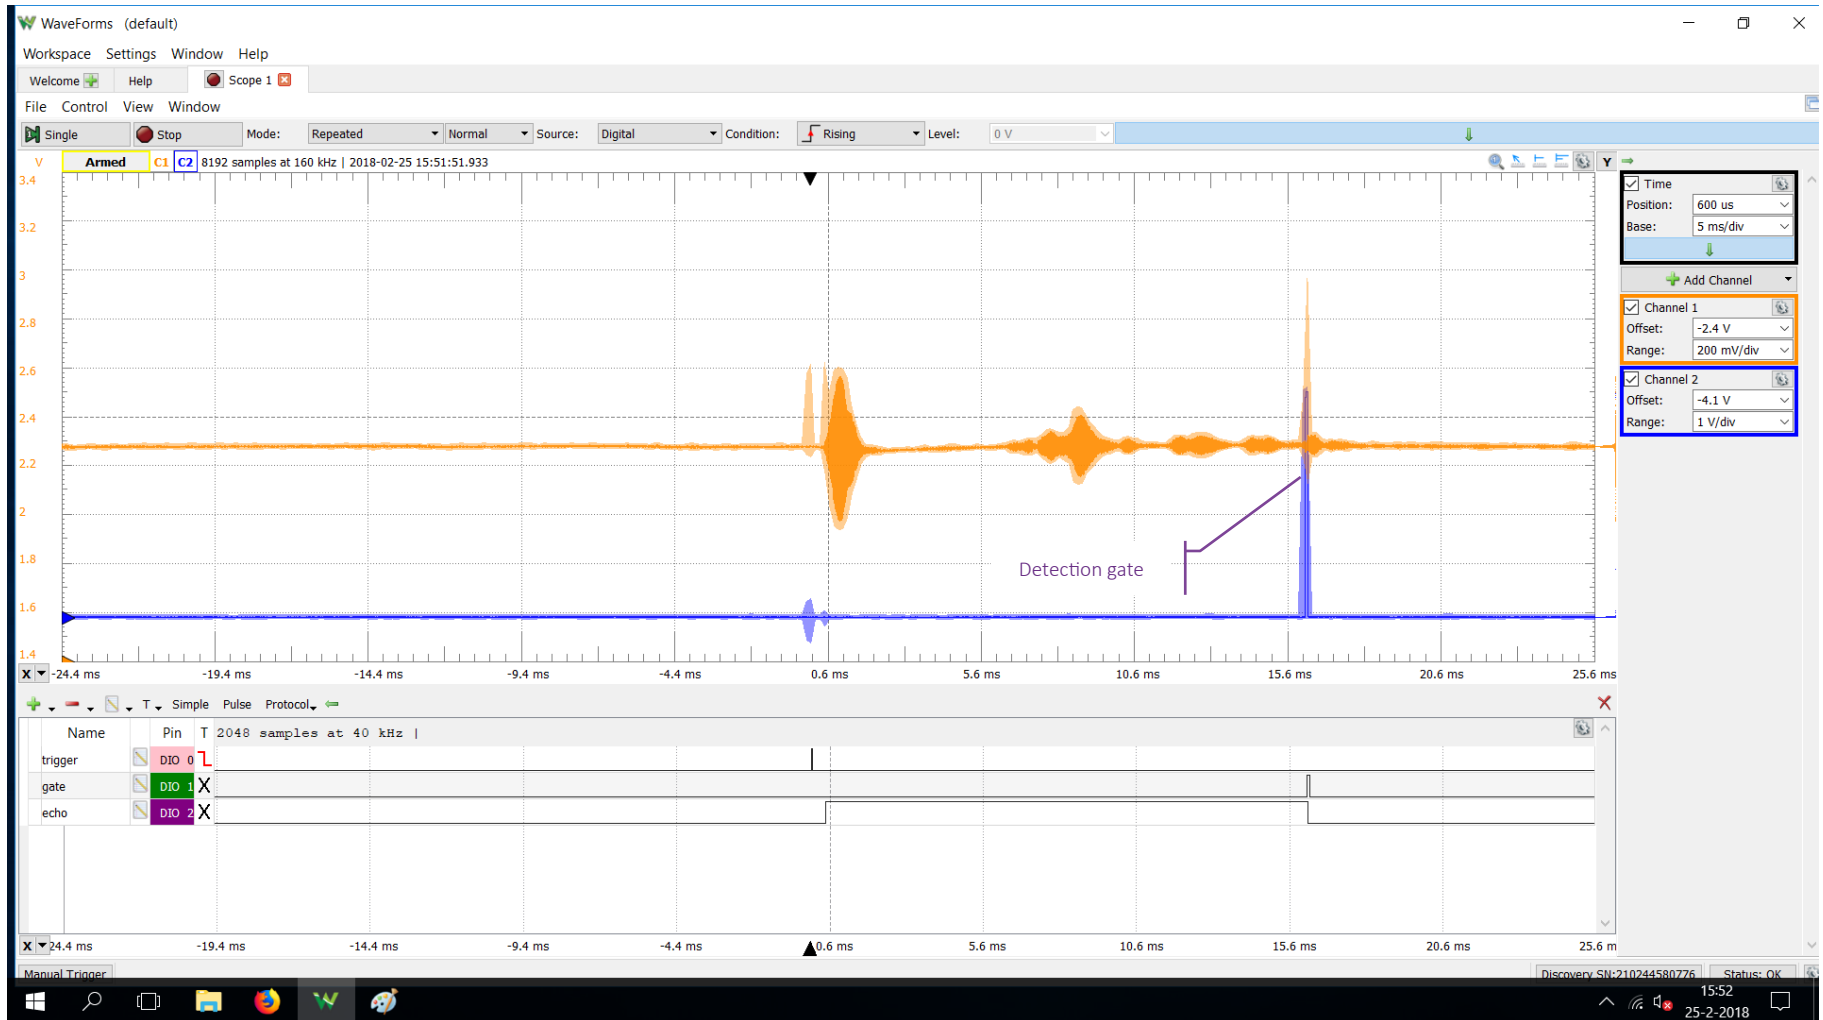 WaveForms (default)
Workspace Settings Window Help
Welcome Help Scope 1
File Control View Window
Single Stop Mode: Repeated Normal Source: Digital Condition: Rising Level: 0 V
V Armed C1 C2 8192 samples at 160 kHz | 2018-02-25 15:51:51.933 Y
3.4
3.2
3
2.8
2.6
2.4
2.2
2
1.8
1.6
1.4
Detection gate
X -24.4 ms -19.4 ms -14.4 ms -9.4 ms -4.4 ms 0.6 ms 5.6 ms 10.6 ms 15.6 ms 20.6 ms 25.6 ms
Time
Position: 600 us
Base: 5 ms/div
Add Channel
Channel 1
Offset: -2.4 V
Range: 200 mV/div
Channel 2
Offset: -4.1 V
Range: 1 V/div
T Simple Pulse Protocol
Name Pin T 2048 samples at 40 kHz |
trigger DIO 0
gate DIO 1 X
echo DIO 2 X
X 24.4 ms -19.4 ms -14.4 ms -9.4 ms -4.4 ms 0.6 ms 5.6 ms 10.6 ms 15.6 ms 20.6 ms 25.6 m
Manual Trigger Discovery SN:210244580776 Status: OK
15:52
25-2-2018